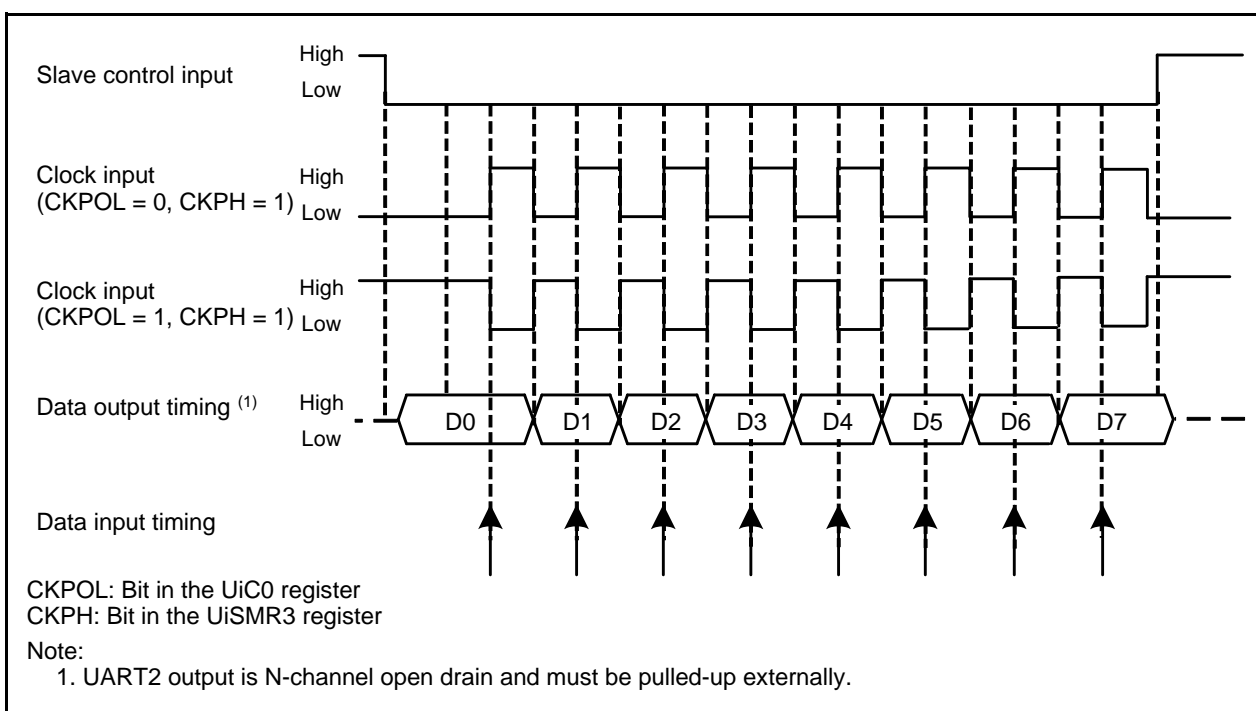 Slave control input
High
Low
Clock input
(CKPOL = 0, CKPH = 1)
High
Low
Clock input
(CKPOL = 1, CKPH = 1)
High
Low
Data output timing (1)
High
Low
D0 D1 D2 D3 D4 D5 D6 D7
Data input timing
CKPOL: Bit in the UiC0 register
CKPH: Bit in the UiSMR3 register
Note:
1. UART2 output is N-channel open drain and must be pulled-up externally.